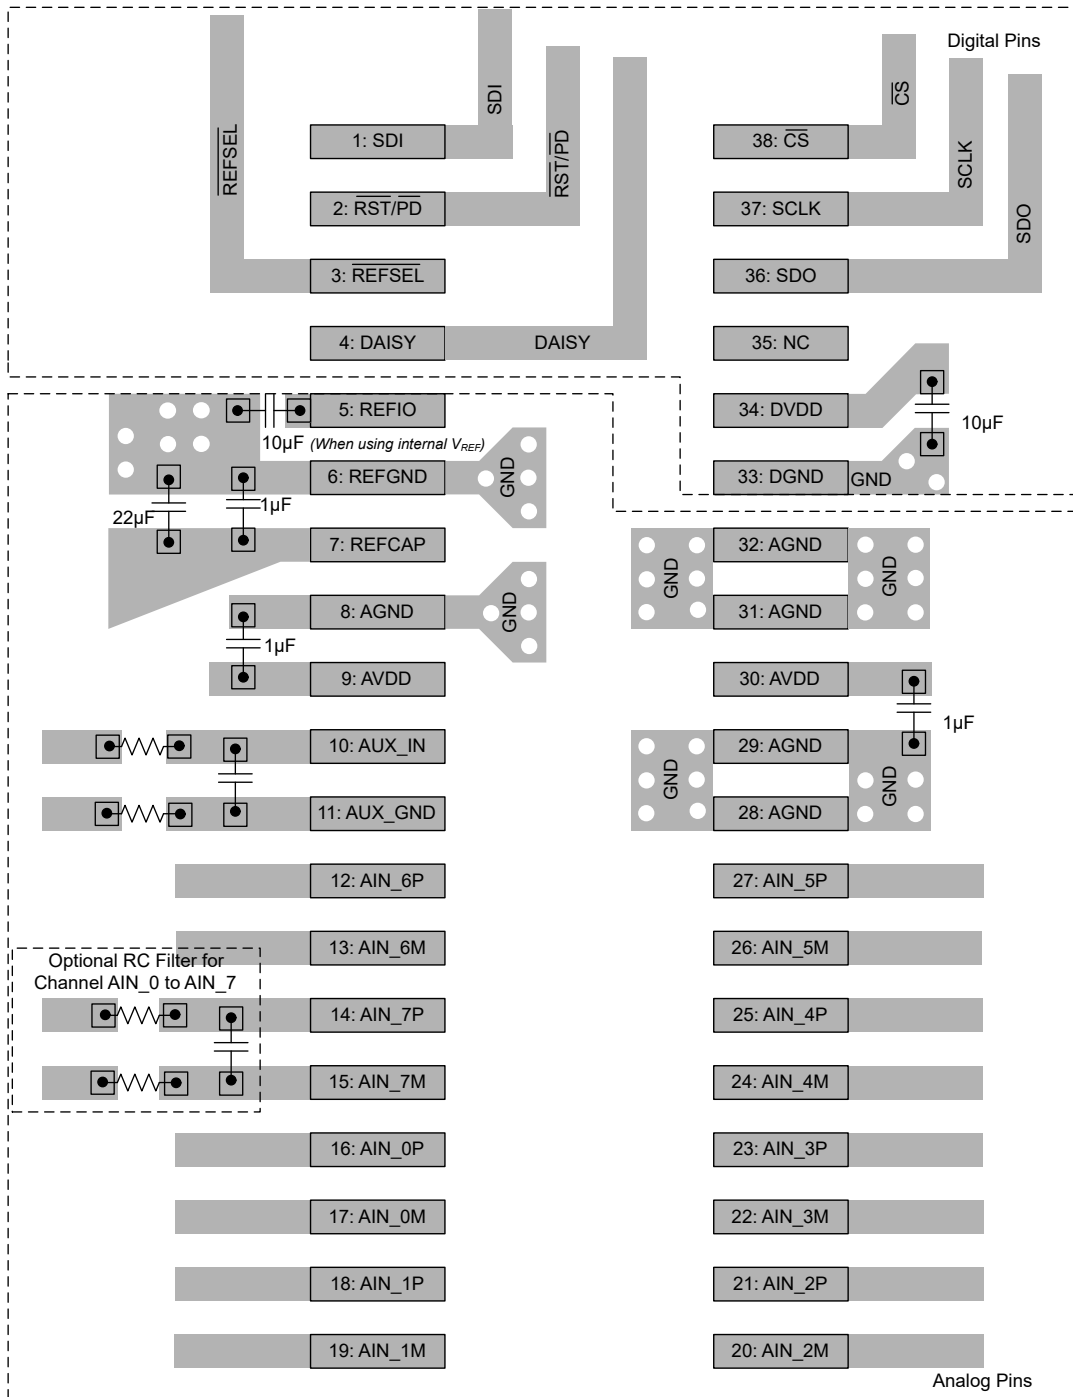 Digital Pins
SDI
CS
REFSEL
RST/PD
SCLK
SDO
1: SDI
38: CS
2: RST/PD
37: SCLK
3: REFSEL
36: SDO
4: DAISY
DAISY
35: NC
5: REFIO
34: DVDD
10µF
10µF (When using internal VREF)
6: REFGND
GND
33: DGND
GND
22µF
1µF
7: REFCAP
32: AGND
GND
GND
8: AGND
GND
31: AGND
1µF
9: AVDD
30: AVDD
1µF
10: AUX_IN
29: AGND
GND
GND
11: AUX_GND
28: AGND
12: AIN_6P
27: AIN_5P
13: AIN_6M
26: AIN_5M
Optional RC Filter for
Channel AIN_0 to AIN_7
14: AIN_7P
25: AIN_4P
15: AIN_7M
24: AIN_4M
16: AIN_0P
23: AIN_3P
17: AIN_0M
22: AIN_3M
18: AIN_1P
21: AIN_2P
19: AIN_1M
20: AIN_2M
Analog Pins